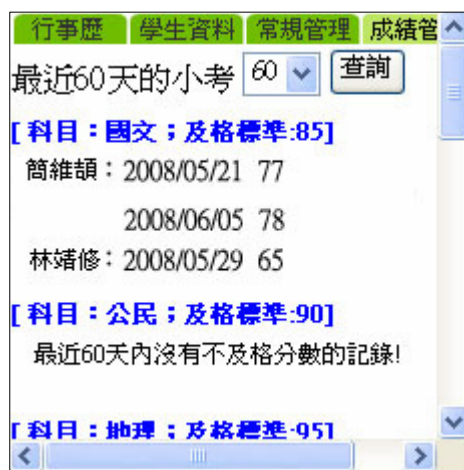 行事歷 學生資料 常規管理 成績管
最近60天的小考 60 查詢
[ 科目：國文；及格標準:85]
簡維頡：2008/05/21 77
2008/06/05 78
林靖修：2008/05/29 65
[ 科目：公民；及格標準:90]
最近60天內沒有不及格分數的記錄!
[ 科目：地理；及格標準:95]